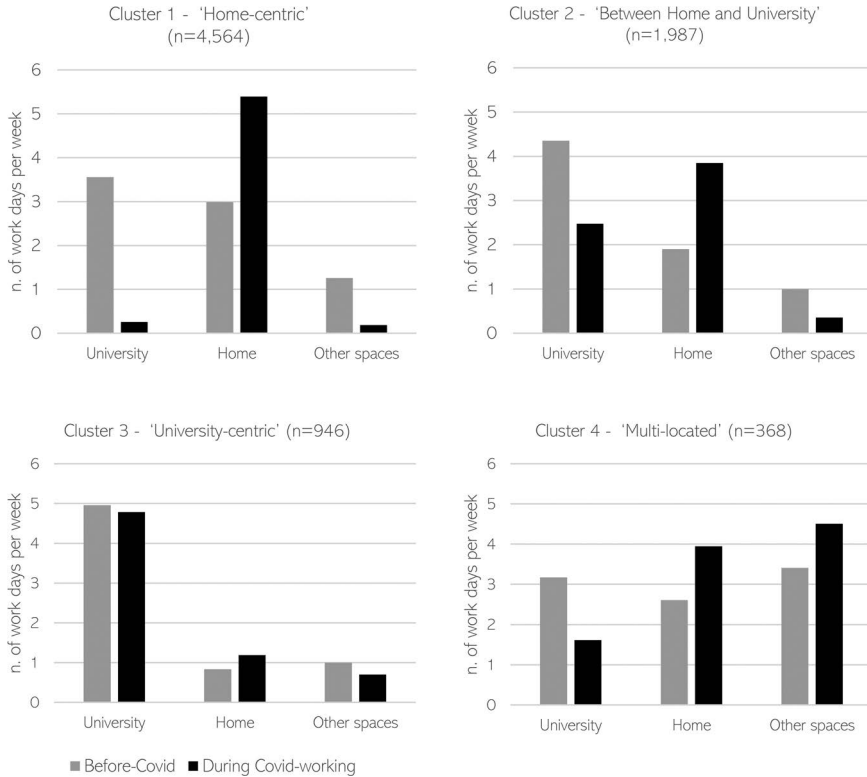 Cluster 1 - ‘Home-centric’
(n=4,564)
n. of work days per week
6
5
4
3
2
1
0
University Home Other spaces
Cluster 2 - ‘Between Home and University’
(n=1,987)
n. of work days per wwek
6
5
4
3
2
1
0
University Home Other spaces
Cluster 3 - ‘University-centric’ (n=946)
n. of work days per week
6
5
4
3
2
1
0
University Home Other spaces
Cluster 4 - ‘Multi-located’ (n=368)
n. of work days per week
6
5
4
3
2
1
0
University Home Other spaces
Before-Covid During Covid-working